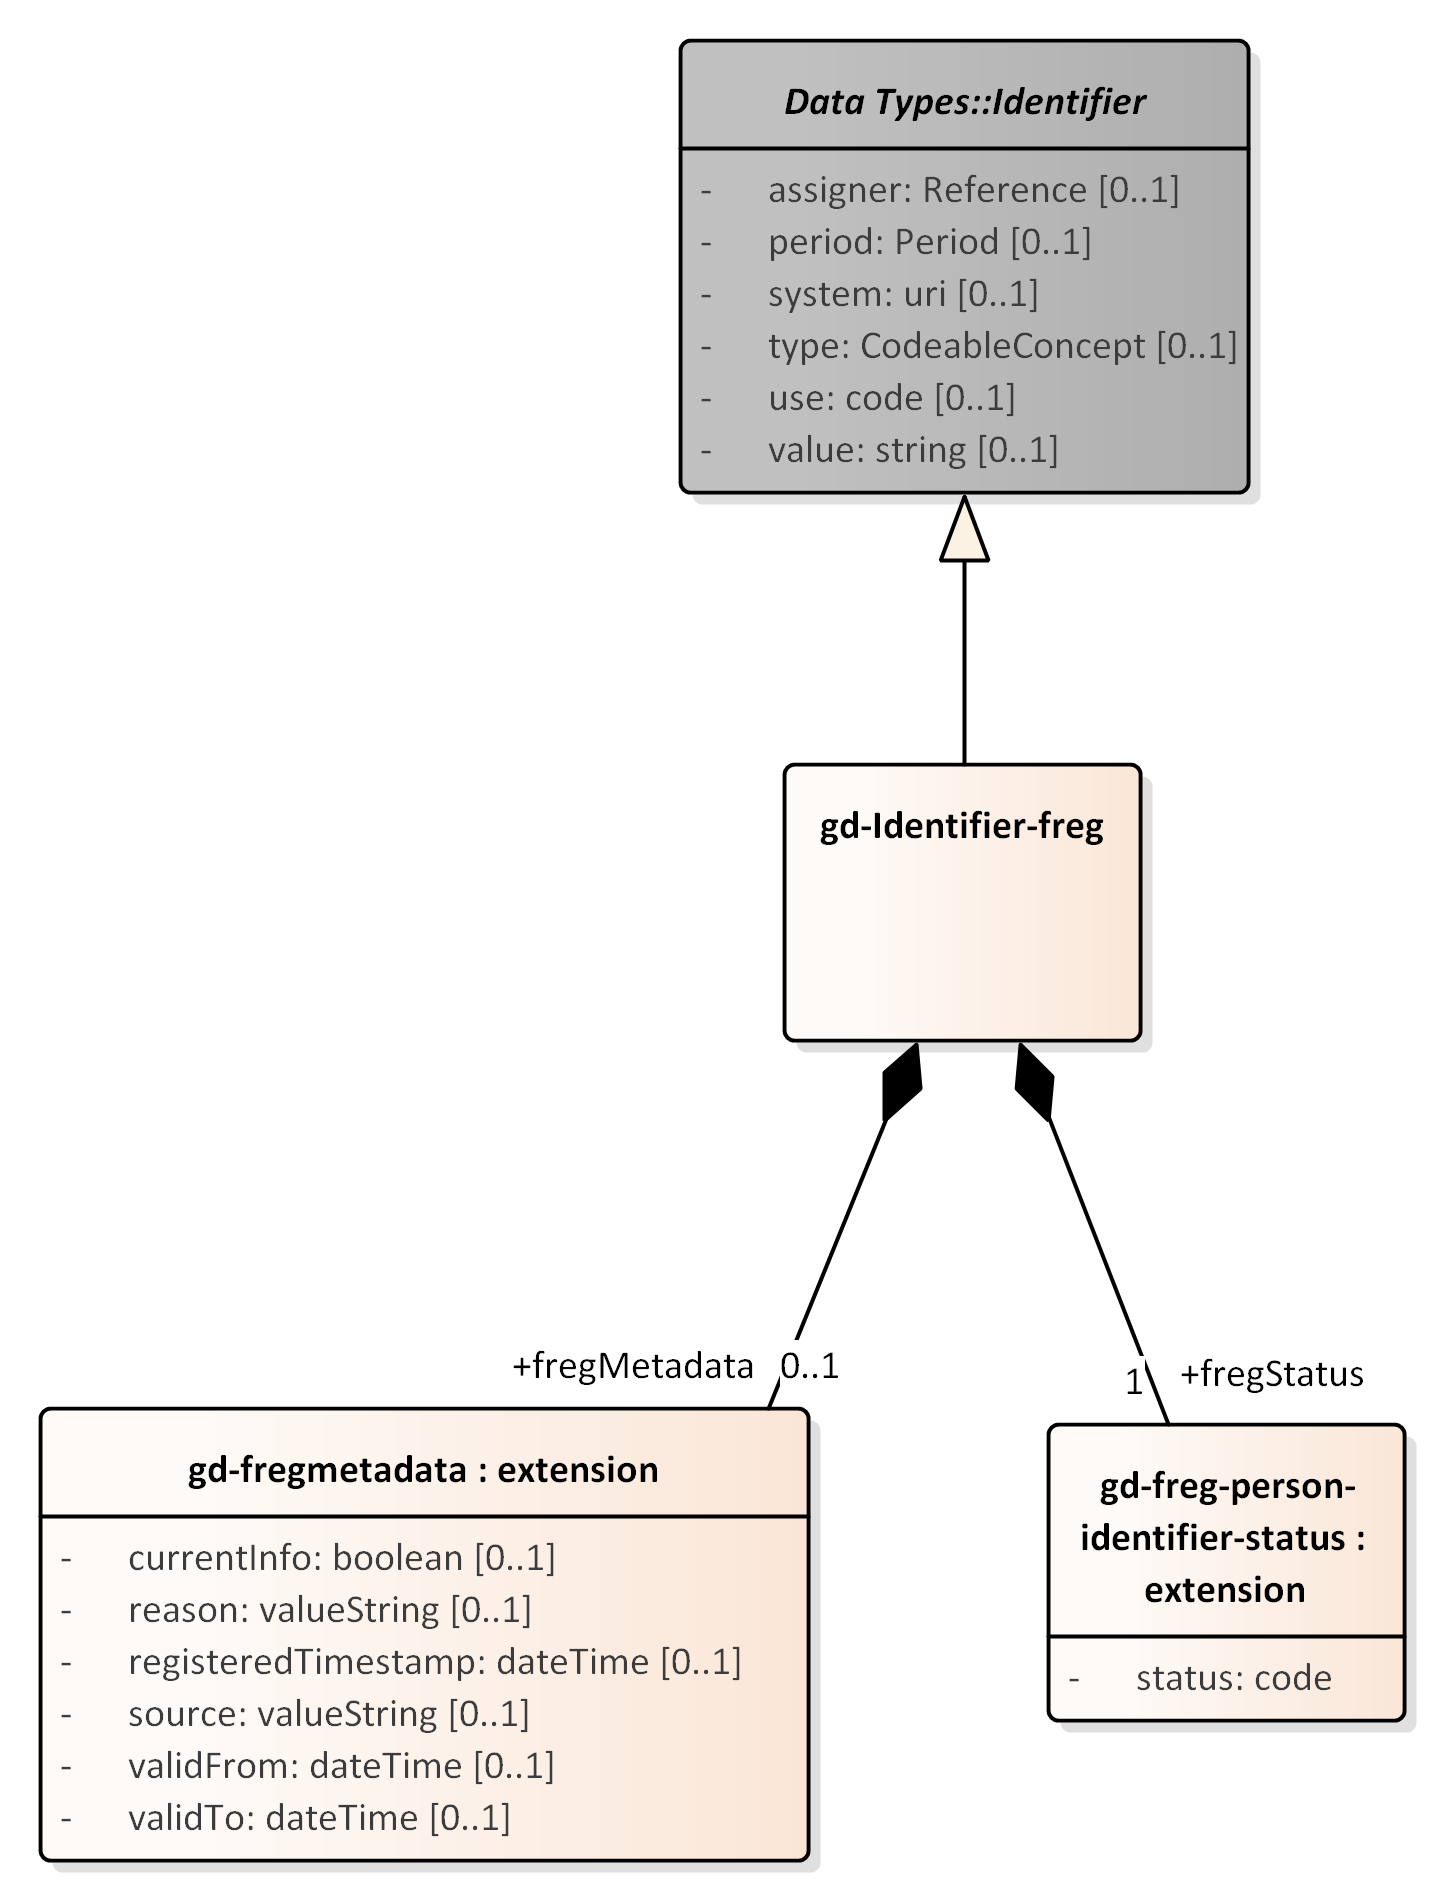 Data Types::Identifier
- assigner: Reference [0..1]
- period: Period [0..1]
- system: uri [0..1]
- type: CodeableConcept [0..1]
- use: code [0..1]
- value: string [0..1]
gd-Identifier-freg
+fregMetadata 0..1
1 +fregStatus
gd-fregmetadata : extension
- currentInfo: boolean [0..1]
- reason: valueString [0..1]
- registeredTimestamp: dateTime [0..1]
- source: valueString [0..1]
- validFrom: dateTime [0..1]
- validTo: dateTime [0..1]
gd-freg-person-
identifier-status :
extension
- status: code